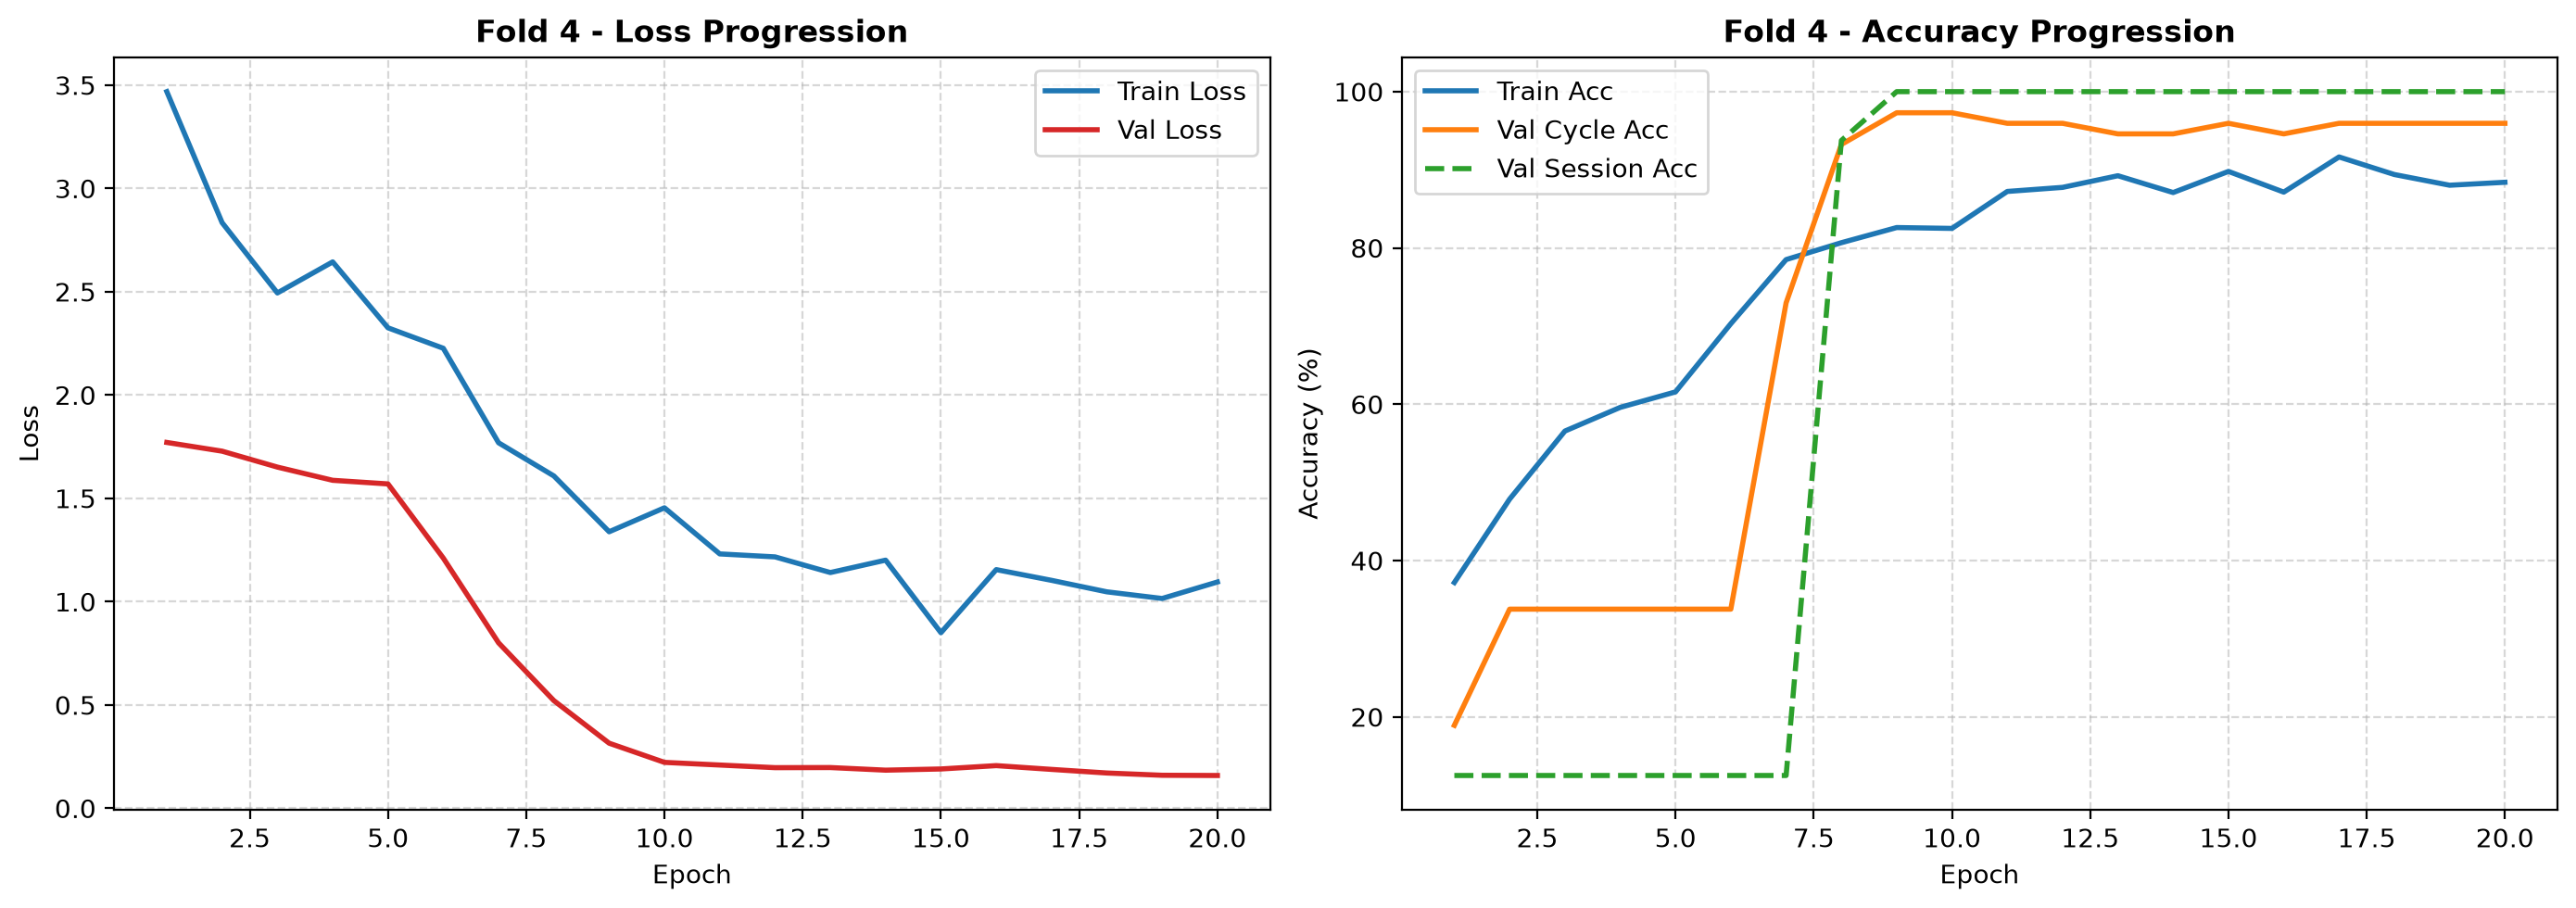 Fold 4 - Loss Progression
3.5
3.0
2.5
2.0
1.5
1.0
0.5
0.0
Loss
Train Loss
Val Loss
2.5 5.0 7.5 10.0 12.5 15.0 17.5 20.0
Epoch
Fold 4 - Accuracy Progression
100
80
60
40
20
Accuracy (%)
Train Acc
Val Cycle Acc
Val Session Acc
2.5 5.0 7.5 10.0 12.5 15.0 17.5 20.0
Epoch